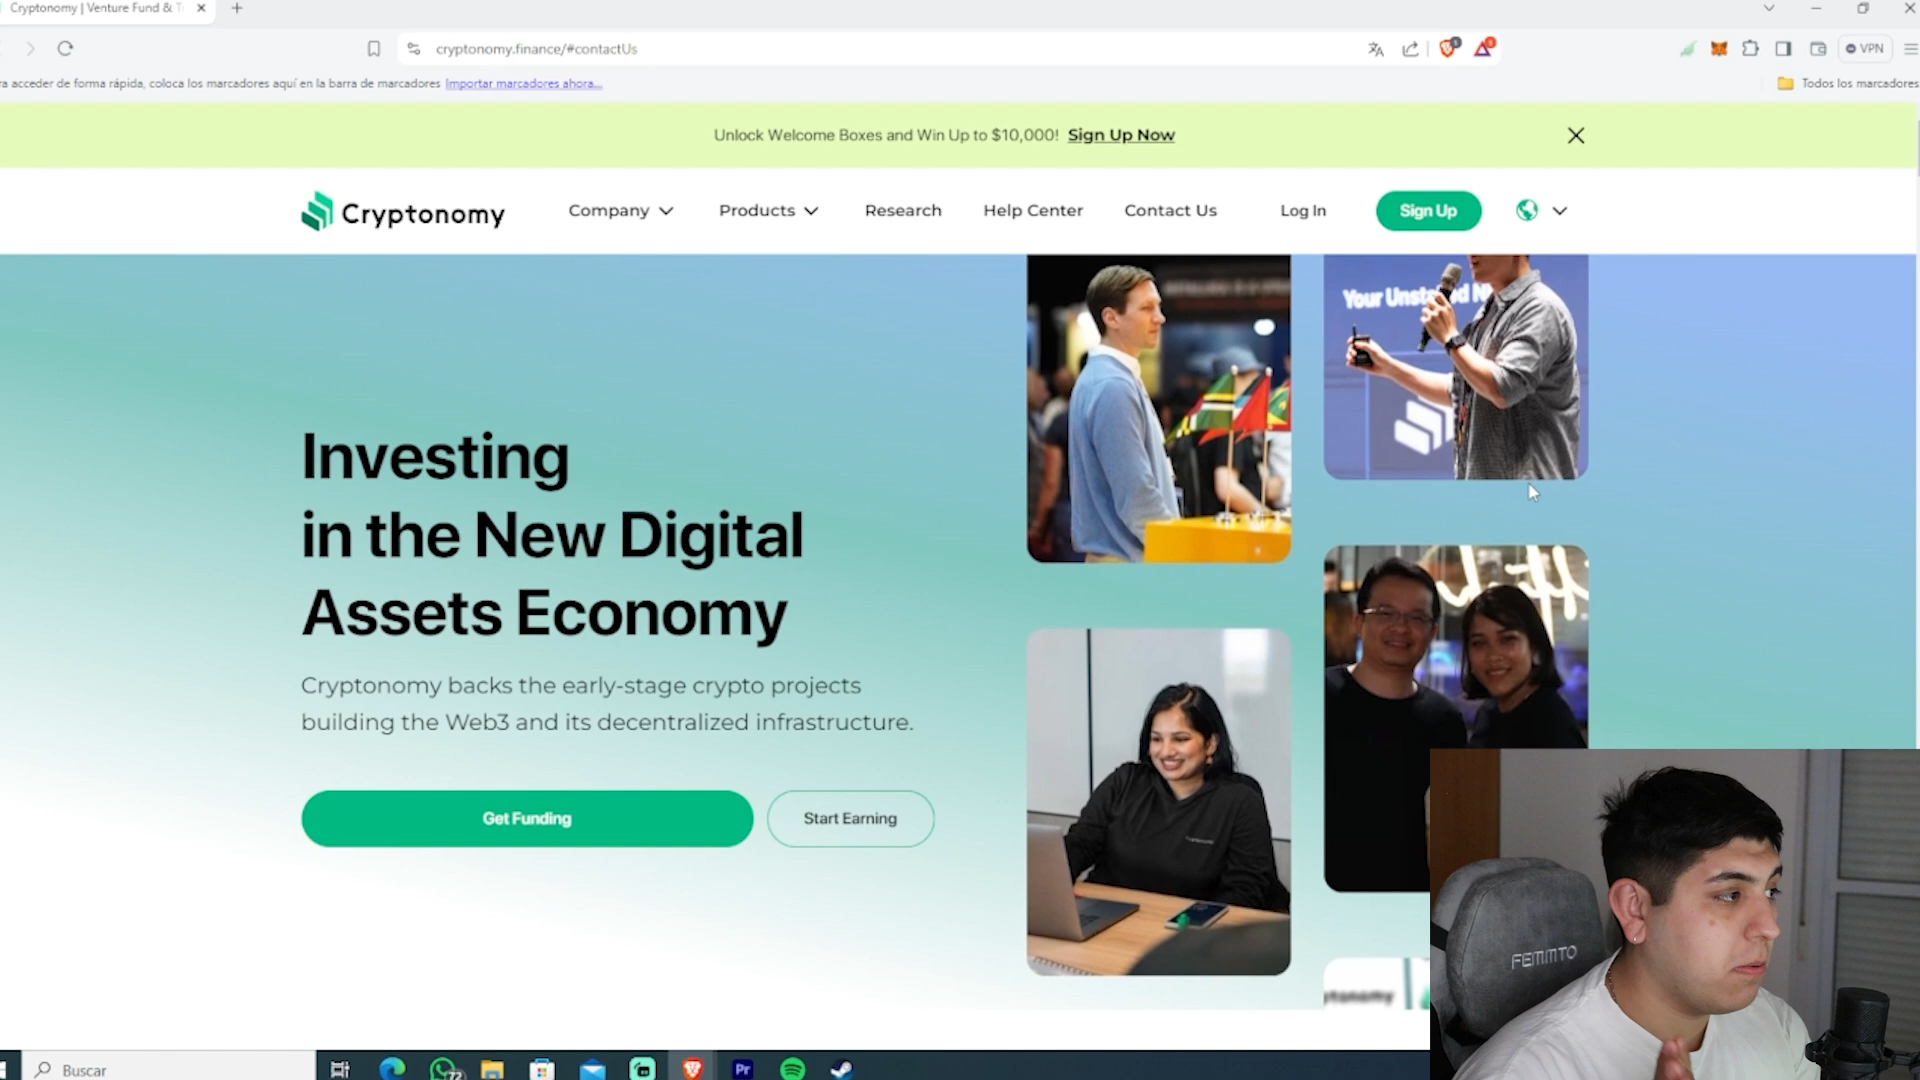 Cryptonomy | Venture Fund &
cryptonomy.finance/#contactUs
VPN
ra acceder de forma rápida, coloca los marcadores aquí en la barra de marcadores Importar marcadores ahora...
Todos los marcadores
Unlock Welcome Boxes and Win Up to $10,000! Sign Up Now
Cryptonomy
Company
Products
Research
Help Center
Contact Us
Log In
Sign Up
Your Unst
Investing
in the New Digital
Assets Economy
Cryptonomy backs the early-stage crypto projects
building the Web3 and its decentralized infrastructure.
Get Funding
Start Earning
FEMMTO
Buscar
72
Pr